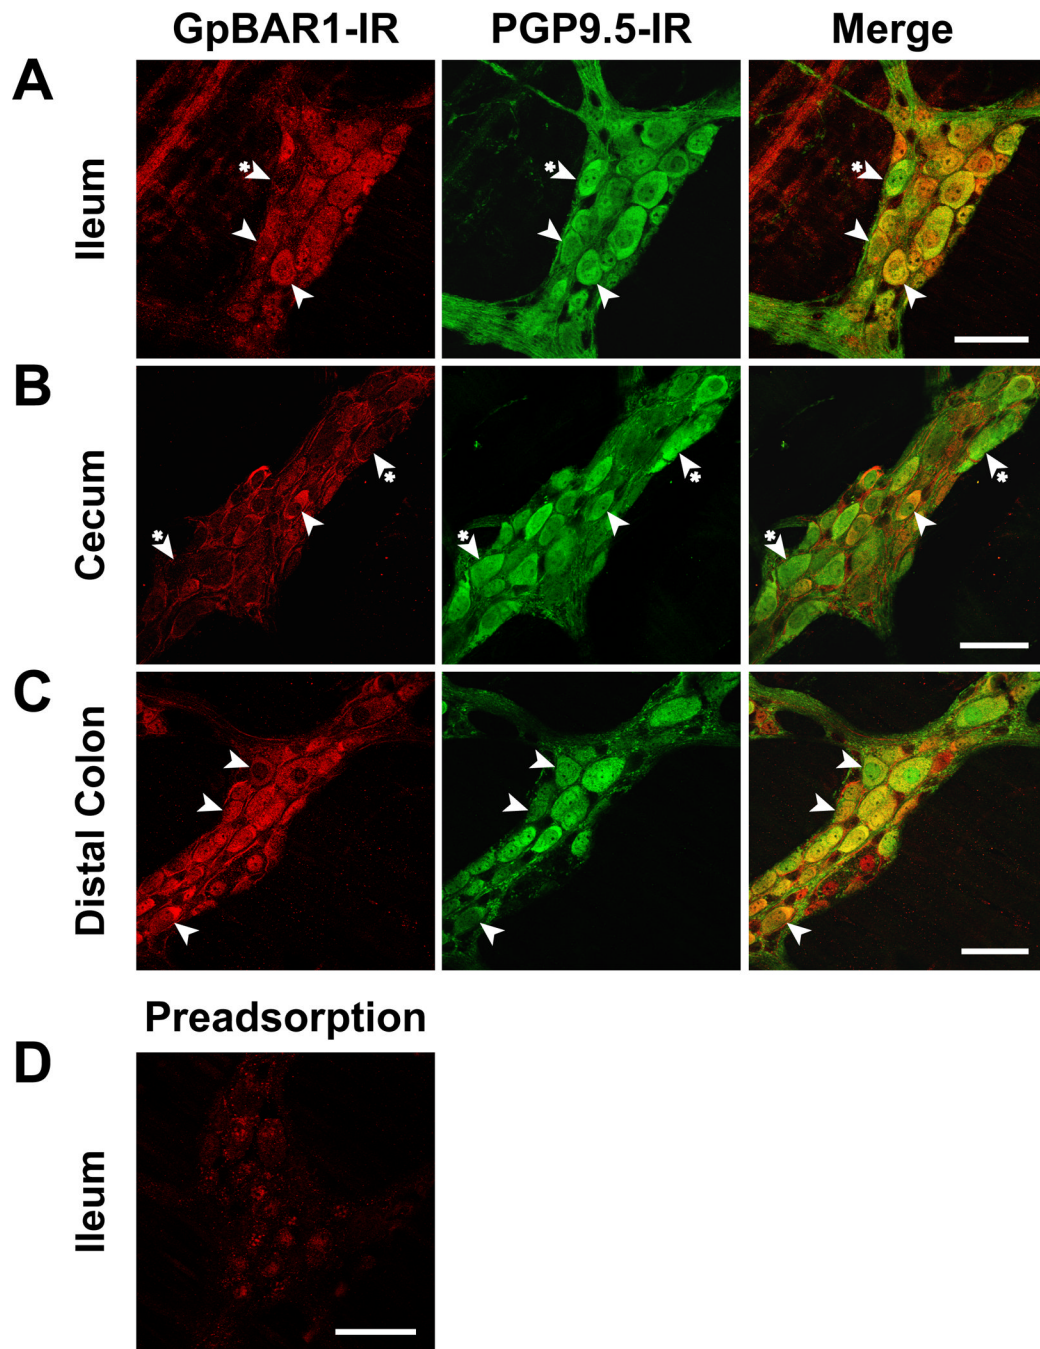 GpBAR1-IR PGP9.5-IR Merge
A
Ileum
*
*
*
B
Cecum
*
*
*
*
*
*
C
Distal Colon
Preadsorption
D
Ileum